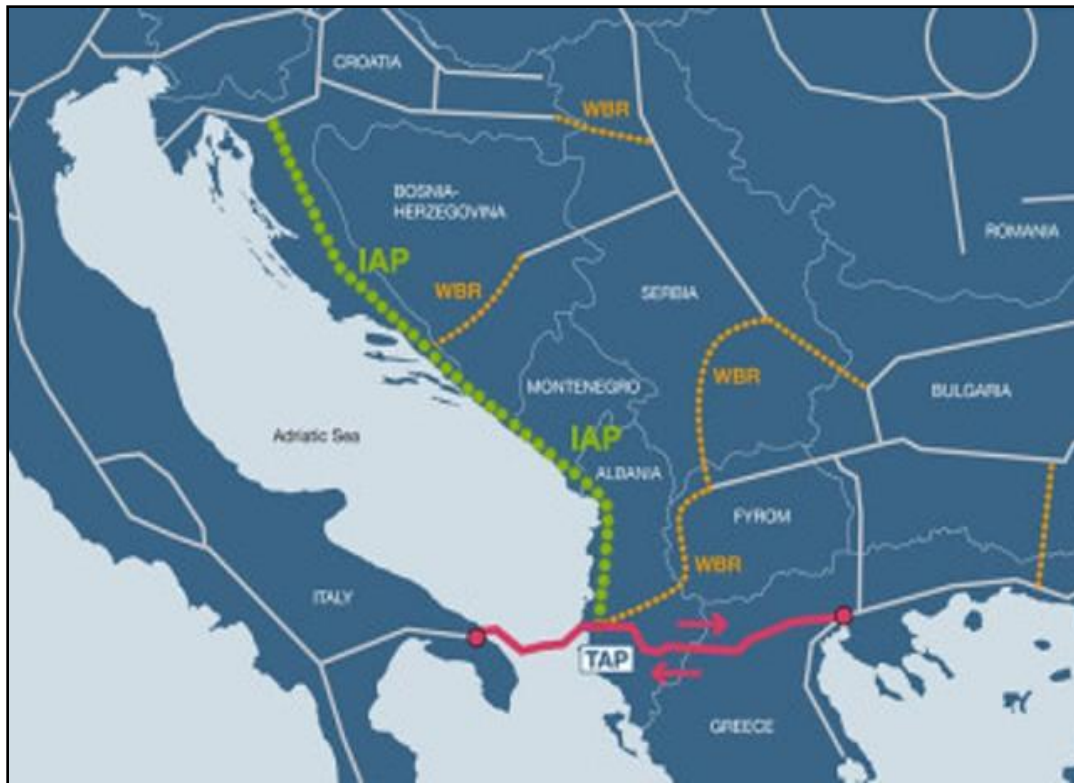 CROATIA
WBR
BOSNIA-
HERZEGOVINA
ROMANIA
IAP
WBR
SERBIA
WBR
MONTENEGRO
BULGARIA
Adriatic Sea
IAP
ALBANIA
FYROM
WBR
ITALY
TAP
GREECE